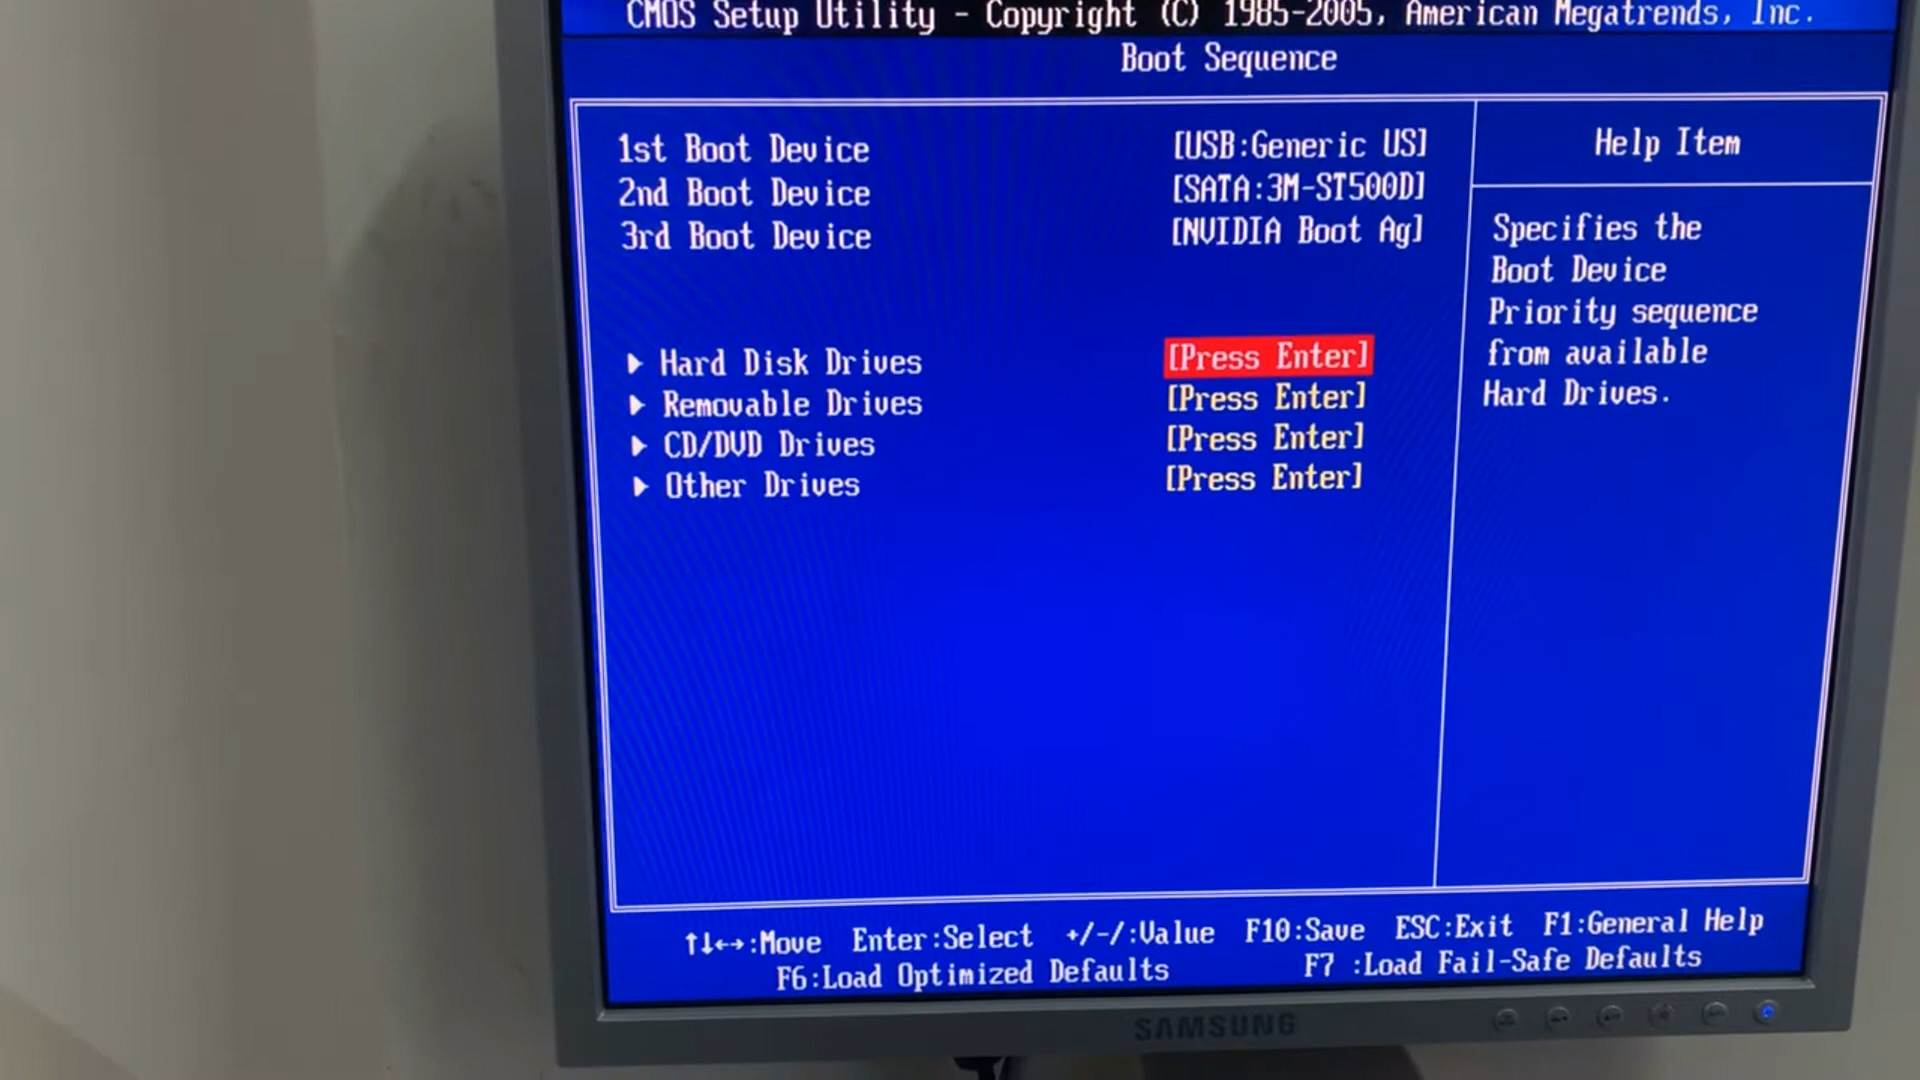 CMOS Setup Utility - Copyright (C) 1985-2005, American Megatrends, Inc.
Boot Sequence
1st Boot Device [USB:Generic US]
2nd Boot Device [SATA:3M-ST500D]
3rd Boot Device [NVIDIA Boot Ag]
▶ Hard Disk Drives [Press Enter]
▶ Removable Drives [Press Enter]
▶ CD/DVD Drives [Press Enter]
▶ Other Drives [Press Enter]
Help Item
Specifies the
Boot Device
Priority sequence
from available
Hard Drives.
↑↓←→:Move Enter:Select +/-/:Value F10:Save ESC:Exit F1:General Help
F6:Load Optimized Defaults F7 :Load Fail-Safe Defaults
SAMSUNG